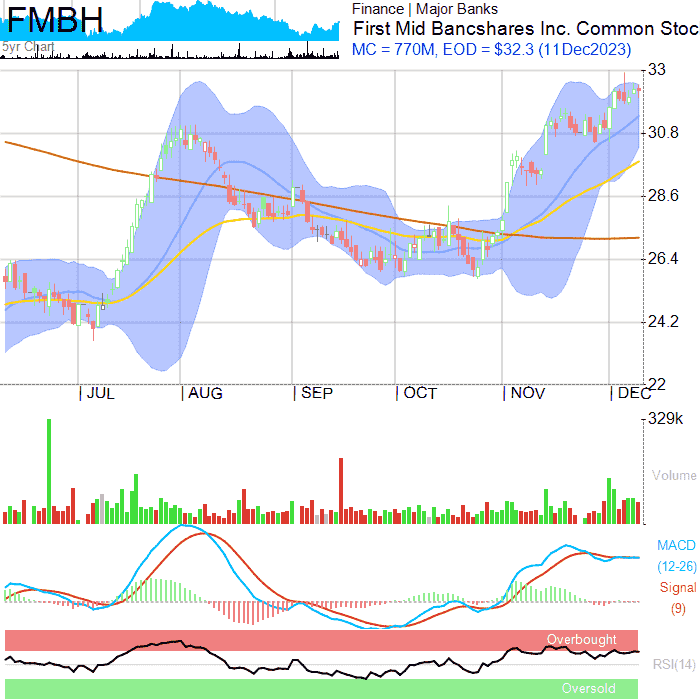 FMBH
5yr Chart
Finance | Major Banks
First Mid Bancshares Inc. Common Stoc
MC = 770M, EOD = $32.3 (11Dec2023)
33
30.8
28.6
26.4
24.2
22
JUL AUG SEP OCT NOV DEC
329k
Volume
MACD
(12-26)
Signal
(9)
Overbought
RSI(14)
Oversold